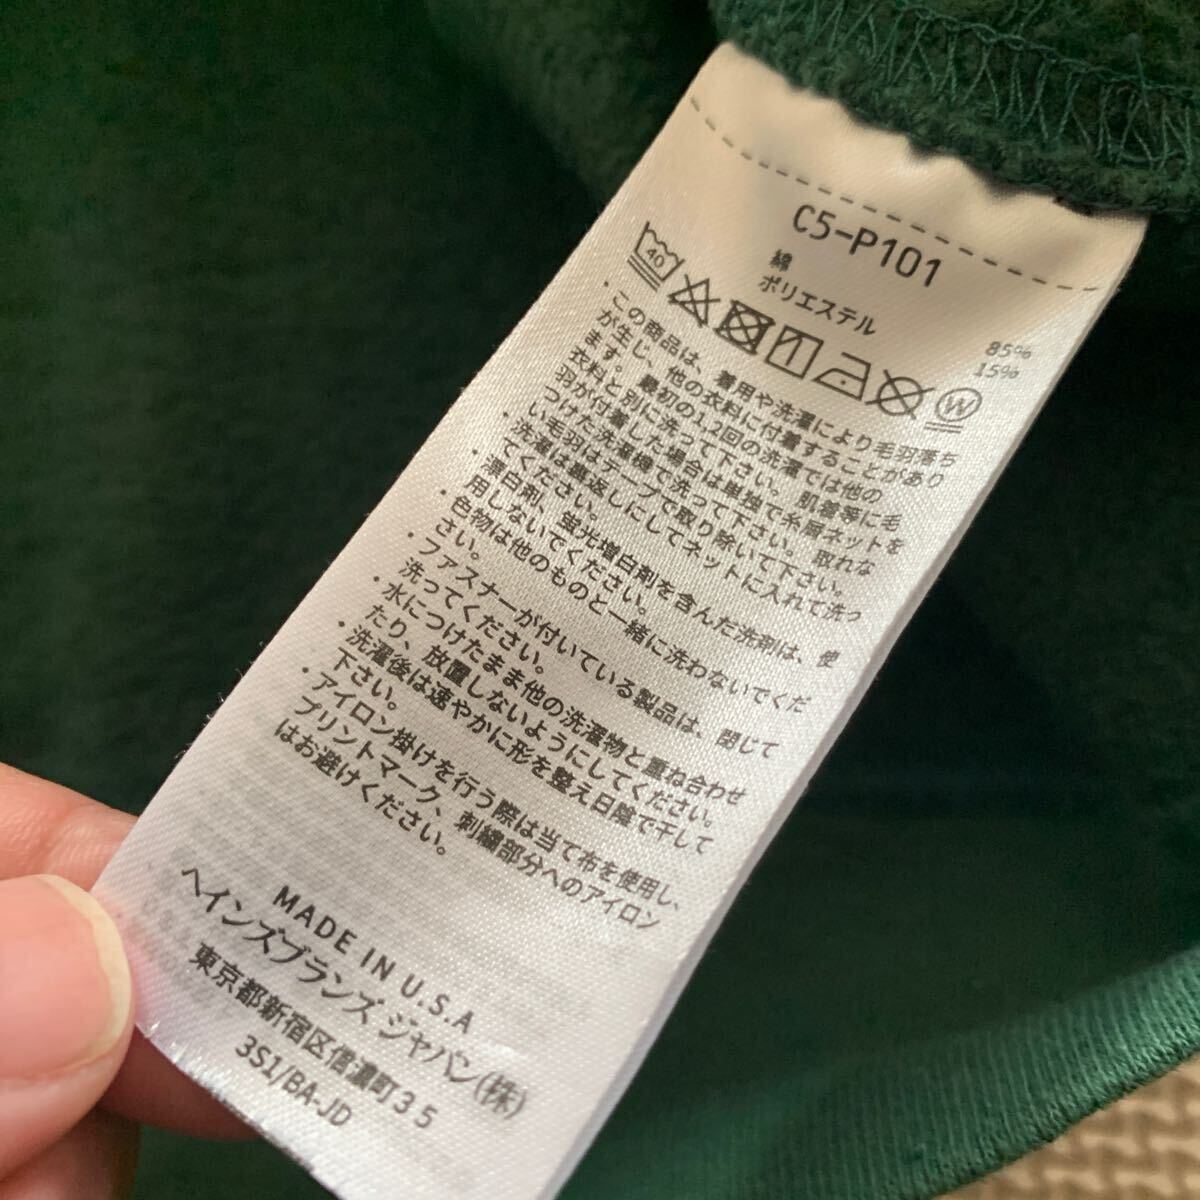 C5-P101
綿 85%
ポリエステル 15%
40
W
・この商品は、着用や洗濯により毛羽落ち
が生じ、他の衣料に付着することがあり
ます。最初の1.2回の洗濯では他の
衣料と別に洗って下さい。肌着等に毛
羽が付着した場合は単独で糸屑ネットを
つけた洗濯機で洗って下さい。取れな
い毛羽はテープで取り除いて下さい。
・洗濯は裏返しにしてネットに入れて洗っ
てください。
・漂白剤、蛍光増白剤を含んだ洗剤は、使
用しないでください。
・色物は他のものと一緒に洗わないでくだ
さい。
・ファスナーが付いている製品は、閉じて
洗ってください。
・水につけたまま他の洗濯物と重ね合わせ
たり、放置しないようにしてください。
・洗濯後は速やかに形を整え日陰で干して
下さい。
・アイロン掛けを行う際は当て布を使用し、
プリントマーク、刺繍部分へのアイロン
はお避けください。
MADE IN U.S.A
ヘインズブランズ ジャパン(株)
東京都新宿区信濃町35
3S1/BA-JD